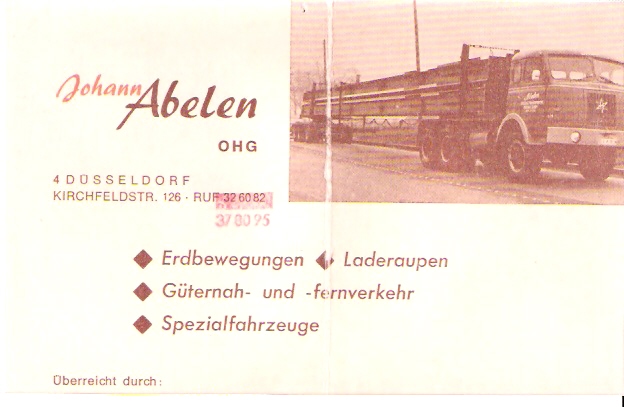 Johann
Abelen
OHG
4 DÜSSELDORF
KIRCHFELDSTR. 126 · RUF 32 60 82
37 00 95
Erdbewegungen Laderaupen
Güternah- und -fernverkehr
Spezialfahrzeuge
Überreicht durch: